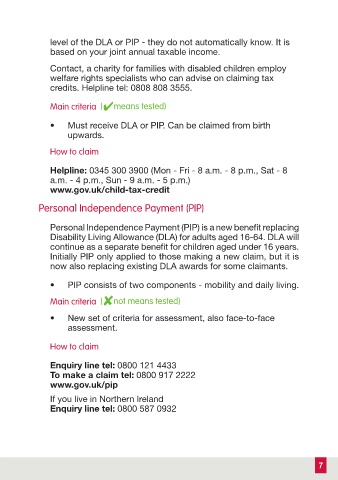 level of the DLA or PIP - they do not automatically know. It is
based on your joint annual taxable income.
Contact, a charity for families with disabled children employ
welfare rights specialists who can advise on claiming tax
credits. Helpline tel: 0808 808 3555.
Main criteria (✔means tested)
• Must receive DLA or PIP. Can be claimed from birth
upwards.
How to claim
Helpline: 0345 300 3900 (Mon - Fri - 8 a.m. - 8 p.m., Sat - 8
a.m. - 4 p.m., Sun - 9 a.m. - 5 p.m.)
www.gov.uk/child-tax-credit
Personal Independence Payment (PIP)
Personal Independence Payment (PIP) is a new benefit replacing
Disability Living Allowance (DLA) for adults aged 16-64. DLA will
continue as a separate benefit for children aged under 16 years.
Initially PIP only applied to those making a new claim, but it is
now also replacing existing DLA awards for some claimants.
• PIP consists of two components - mobility and daily living.
Main criteria (✘not means tested)
• New set of criteria for assessment, also face-to-face
assessment.
How to claim
Enquiry line tel: 0800 121 4433
To make a claim tel: 0800 917 2222
www.gov.uk/pip
If you live in Northern Ireland
Enquiry line tel: 0800 587 0932
7